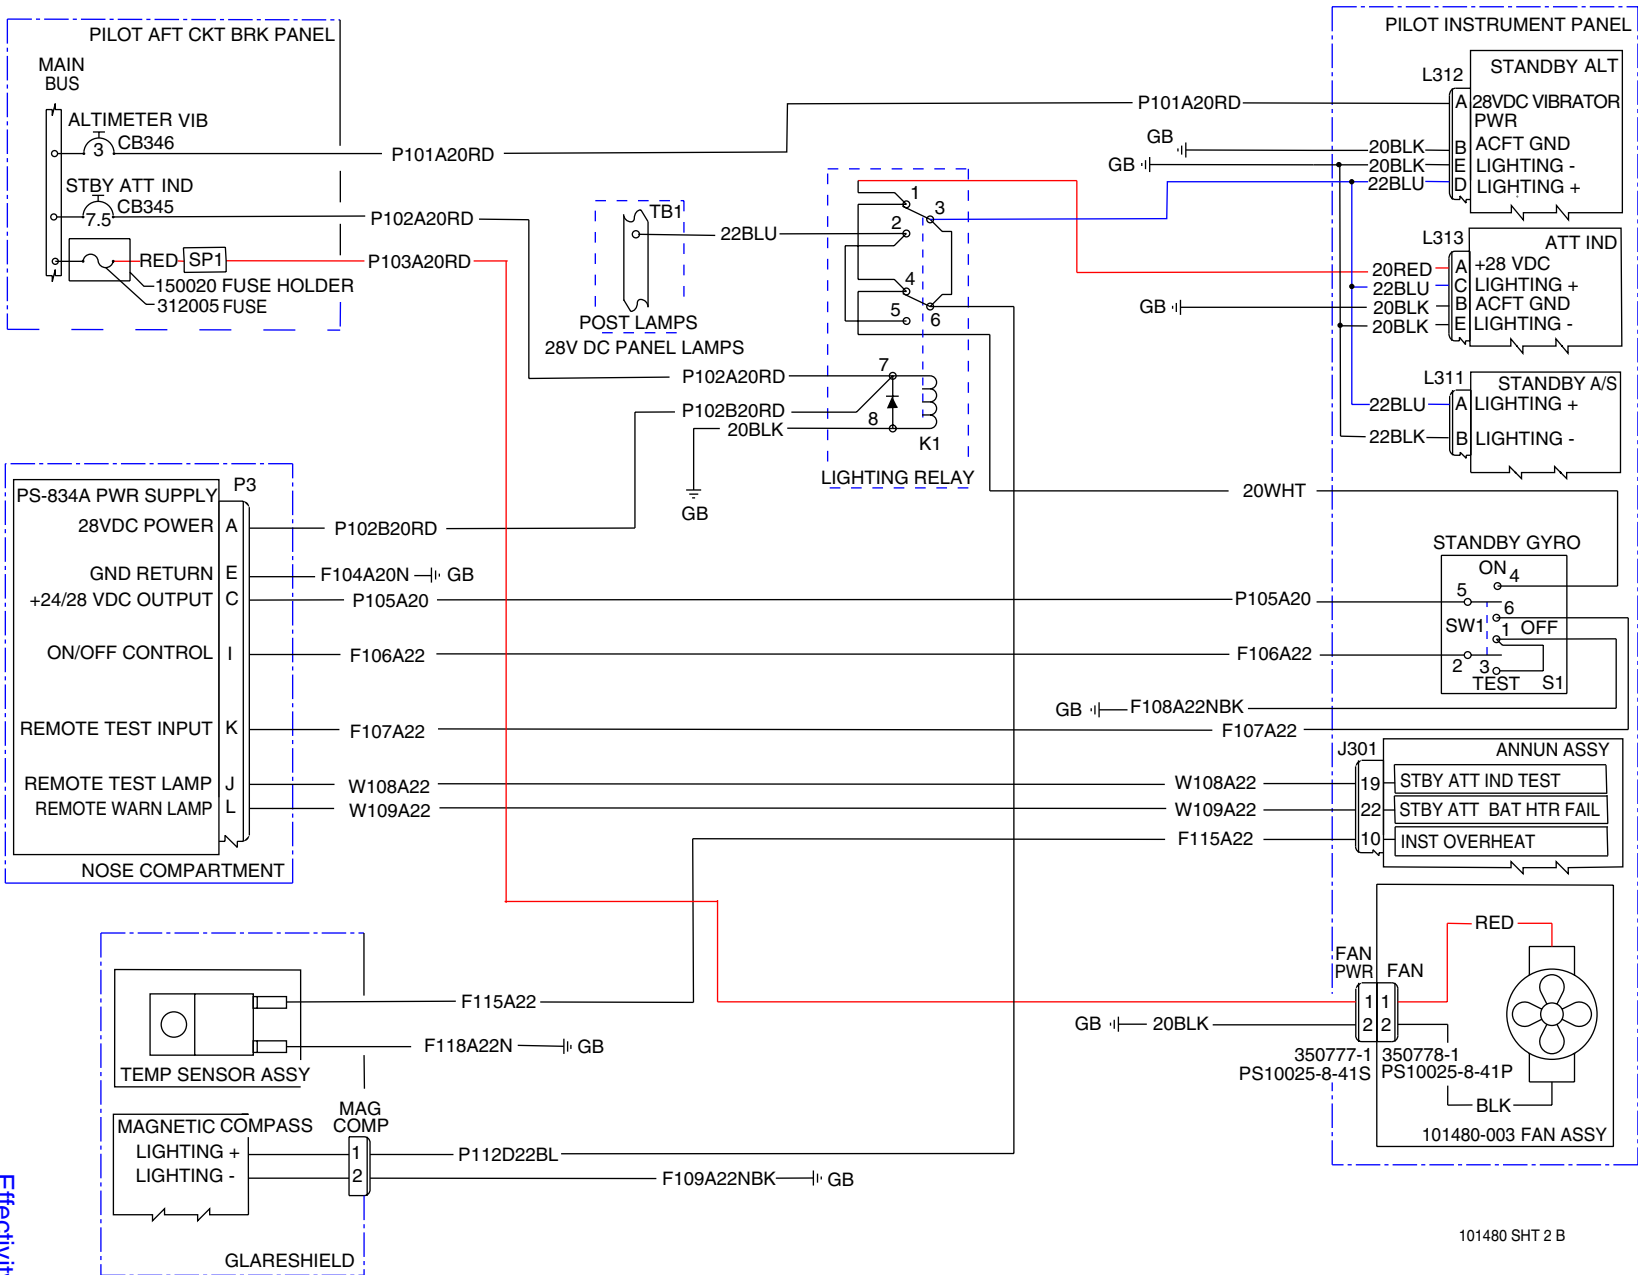 PILOT AFT CKT BRK PANEL
MAIN
BUS
ALTIMETER VIB
3
CB346
P101A20RD
STBY ATT IND
CB345
7.5
P102A20RD
RED
SP1
P103A20RD
150020 FUSE HOLDER
312005 FUSE
TB1
22BLU
POST LAMPS
28V DC PANEL LAMPS
1
2
3
4
5
6
7
8
K1
LIGHTING RELAY
P102A20RD
P102B20RD
20BLK
GB
PILOT INSTRUMENT PANEL
P101A20RD
L312
STANDBY ALT
A
28VDC VIBRATOR
PWR
GB
20BLK
B
ACFT GND
GB
20BLK
E
LIGHTING -
22BLU
D
LIGHTING +
L313
ATT IND
20RED
A
+28 VDC
22BLU
C
LIGHTING +
GB
20BLK
B
ACFT GND
20BLK
E
LIGHTING -
L311
STANDBY A/S
22BLU
A
LIGHTING +
22BLK
B
LIGHTING -
20WHT
PS-834A PWR SUPPLY
P3
28VDC POWER
A
P102B20RD
GND RETURN
E
F104A20N
GB
+24/28 VDC OUTPUT
C
P105A20
P105A20
ON/OFF CONTROL
I
F106A22
F106A22
REMOTE TEST INPUT
K
F107A22
F107A22
REMOTE TEST LAMP
J
W108A22
W108A22
REMOTE WARN LAMP
L
W109A22
W109A22
NOSE COMPARTMENT
STANDBY GYRO
ON
4
5
6
SW1
1
OFF
2
3
TEST
S1
GB
F108A22NBK
J301
ANNUN ASSY
19
STBY ATT IND TEST
22
STBY ATT BAT HTR FAIL
F115A22
10
INST OVERHEAT
RED
FAN
PWR
FAN
1
1
GB
20BLK
2
2
350777-1
350778-1
PS10025-8-41S
PS10025-8-41P
BLK
101480-003 FAN ASSY
F115A22
F118A22N
GB
TEMP SENSOR ASSY
MAGNETIC COMPASS
MAG
COMP
LIGHTING +
1
P112D22BL
LIGHTING -
2
F109A22NBK
GB
GLARESHIELD
101480 SHT 2 B